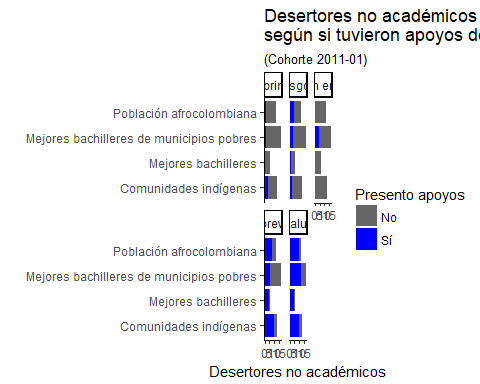 Desertores no académicos
según si tuvieron apoyos
(Cohorte 2011-01)
Población afrocolombiana
Mejores bachilleres de municipios pobres
Mejores bachilleres
Comunidades indígenas
Presento apoyos
No
Sí
Población afrocolombiana
Mejores bachilleres de municipios pobres
Mejores bachilleres
Comunidades indígenas
Desertores no académicos